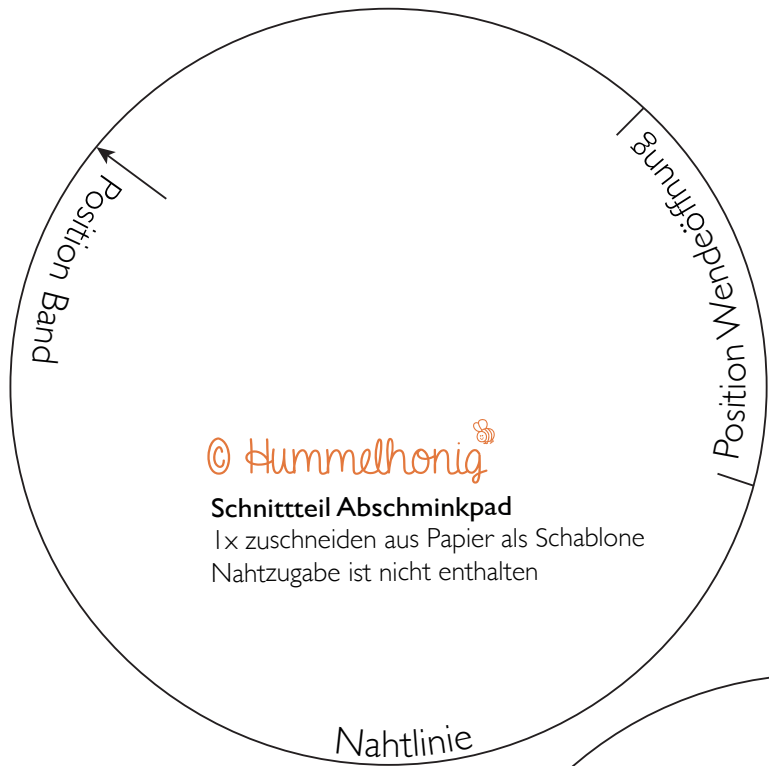 Position Band
Position Wendeöffnung
© Hummelhonig
Schnittteil Abschminkpad
1x zuschneiden aus Papier als Schablone
Nahtzugabe ist nicht enthalten
Nahtlinie